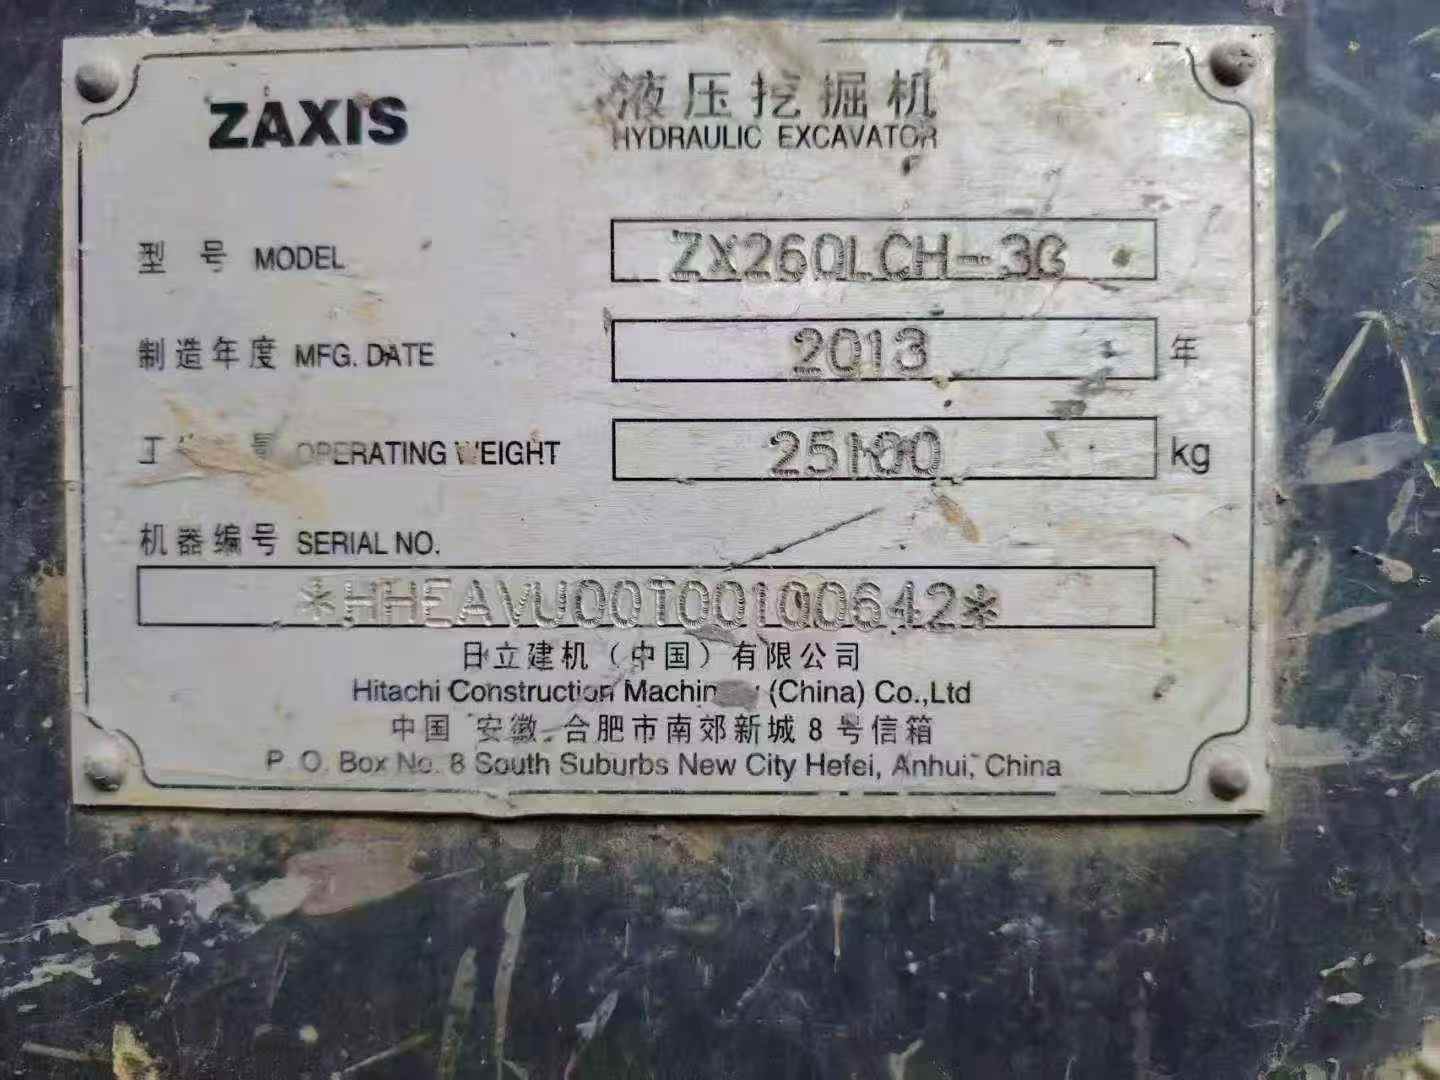 ZAXIS
液压挖掘机
HYDRAULIC EXCAVATOR
型号 MODEL ZX260LCH-3G
制造年度 MFG. DATE 2013 年
OPERATING WEIGHT 25100 kg
机器编号 SERIAL NO.
*HHEAVU00T00100642*
日立建机（中国）有限公司
Hitachi Construction Machinery (China) Co.,Ltd
中国 安徽 合肥市南郊新城8号信箱
P.O. Box No. 8 South Suburbs New City Hefei, Anhui, China